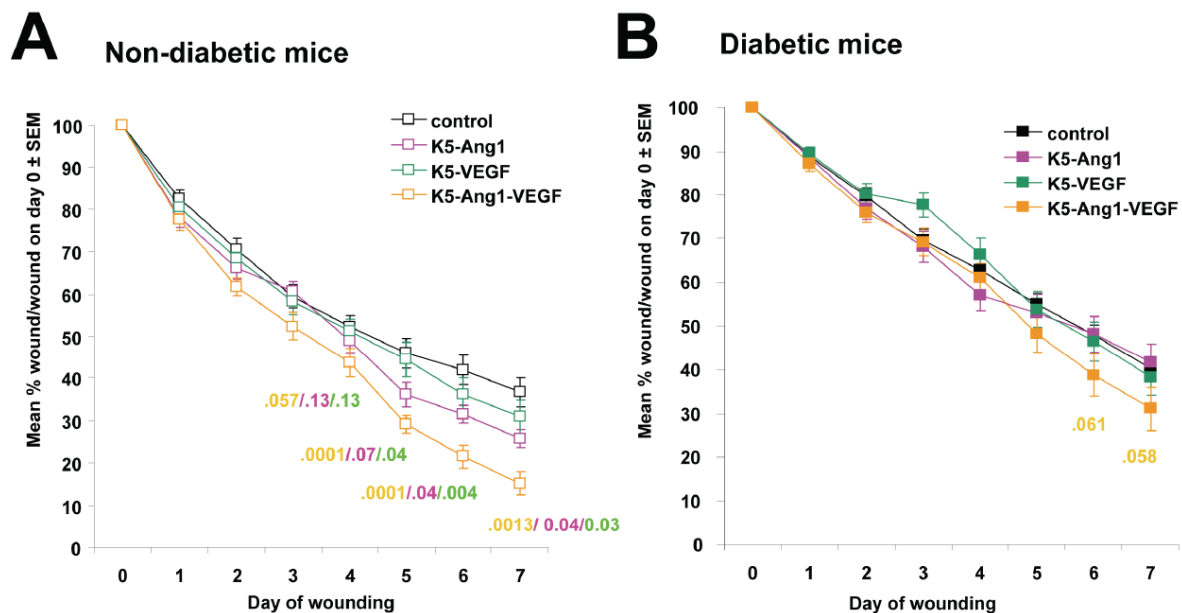 A
Non-diabetic mice
Mean % wound/wound on day 0 ± SEM
100
90
80
70
60
50
40
30
20
10
0
control
K5-Ang1
K5-VEGF
K5-Ang1-VEGF
.057/.13/.13
.0001/.07/.04
.0001/.04/.004
.0013/ 0.04/0.03
0 1 2 3 4 5 6 7
Day of wounding
B
Diabetic mice
Mean % wound/wound on day 0 ± SEM
100
90
80
70
60
50
40
30
20
10
0
control
K5-Ang1
K5-VEGF
K5-Ang1-VEGF
.061
.058
0 1 2 3 4 5 6 7
Day of wounding